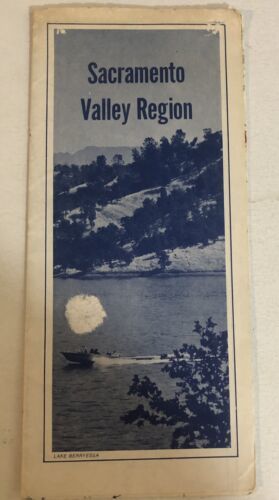 Sacramento
Valley Region
LAKE BERRYESSA